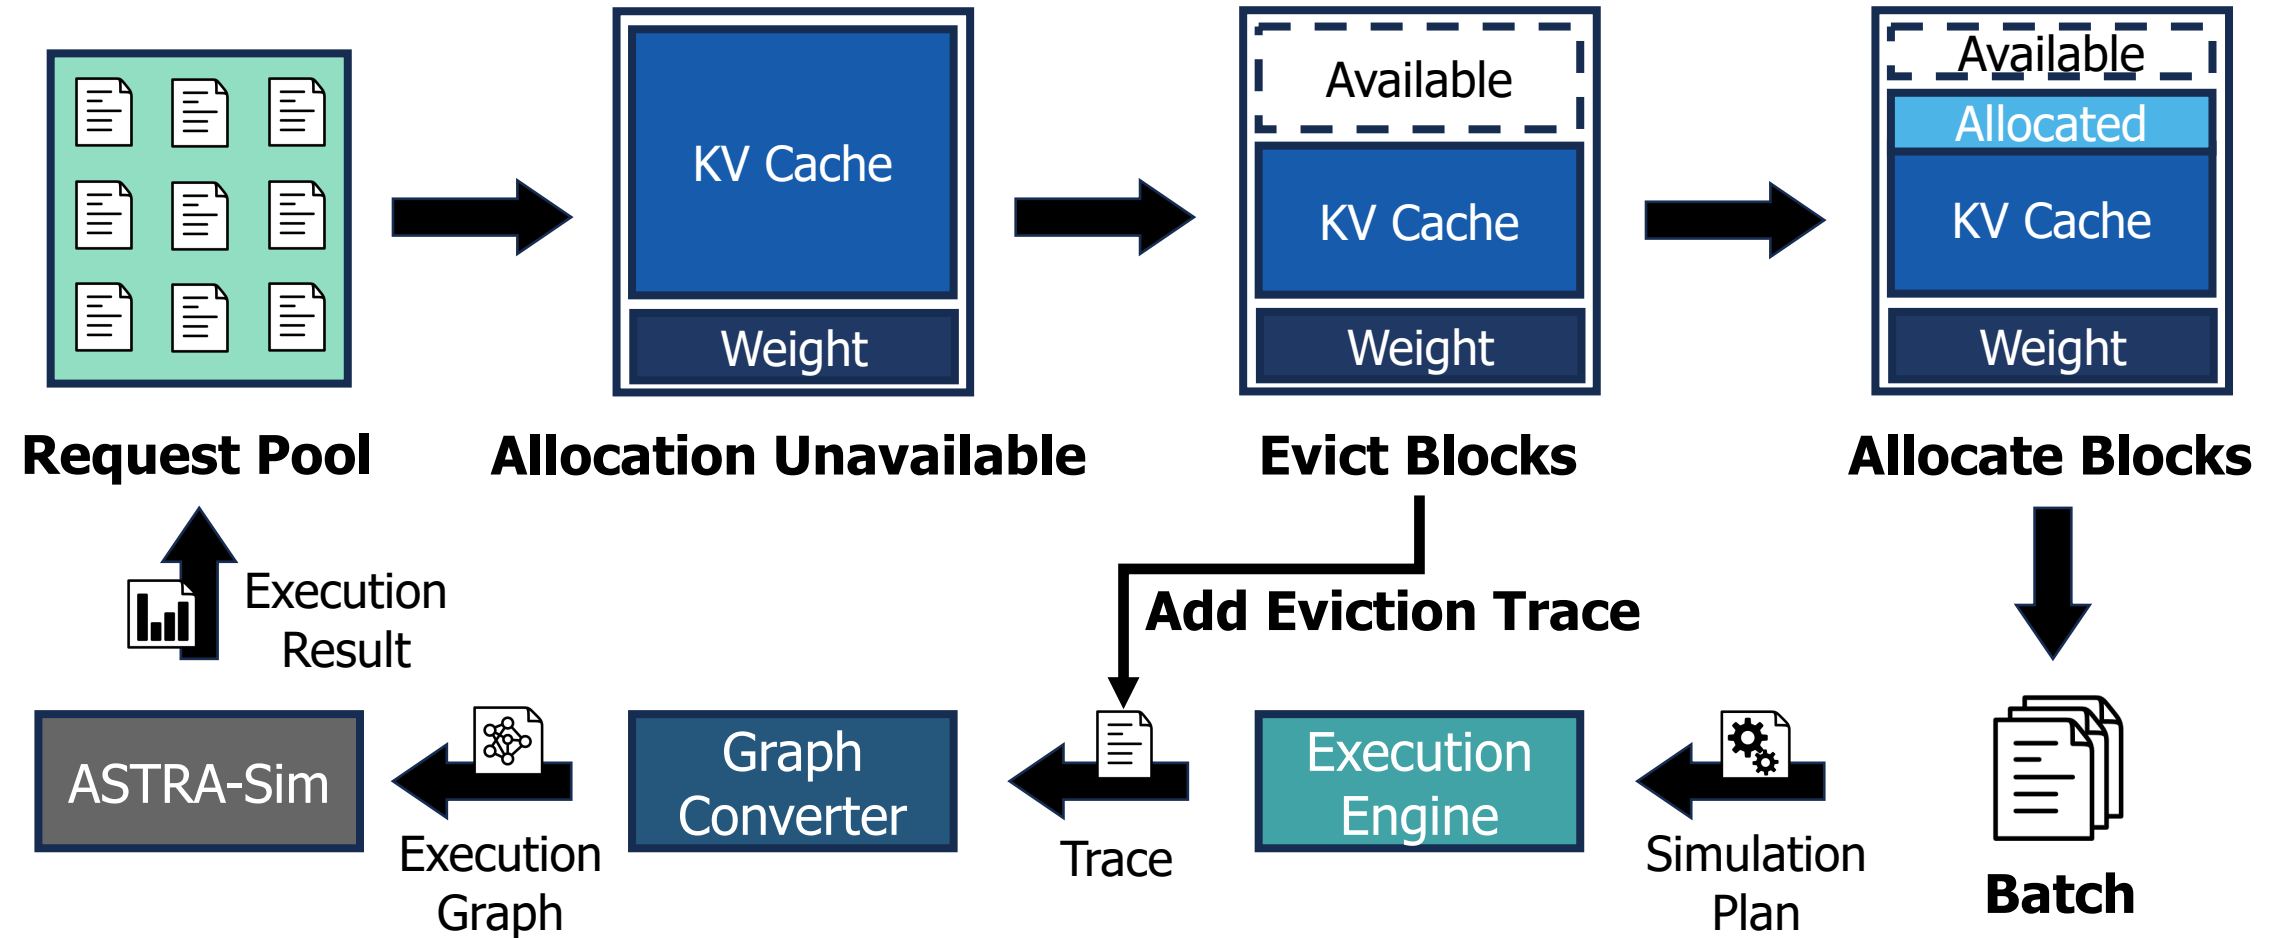 KV Cache
Weight
Available
KV Cache
Weight
Available
Allocated
KV Cache
Weight
Request Pool
Allocation Unavailable
Evict Blocks
Allocate Blocks
Execution
Result
Add Eviction Trace
ASTRA-Sim
Execution
Graph
Graph
Converter
Trace
Execution
Engine
Simulation
Plan
Batch